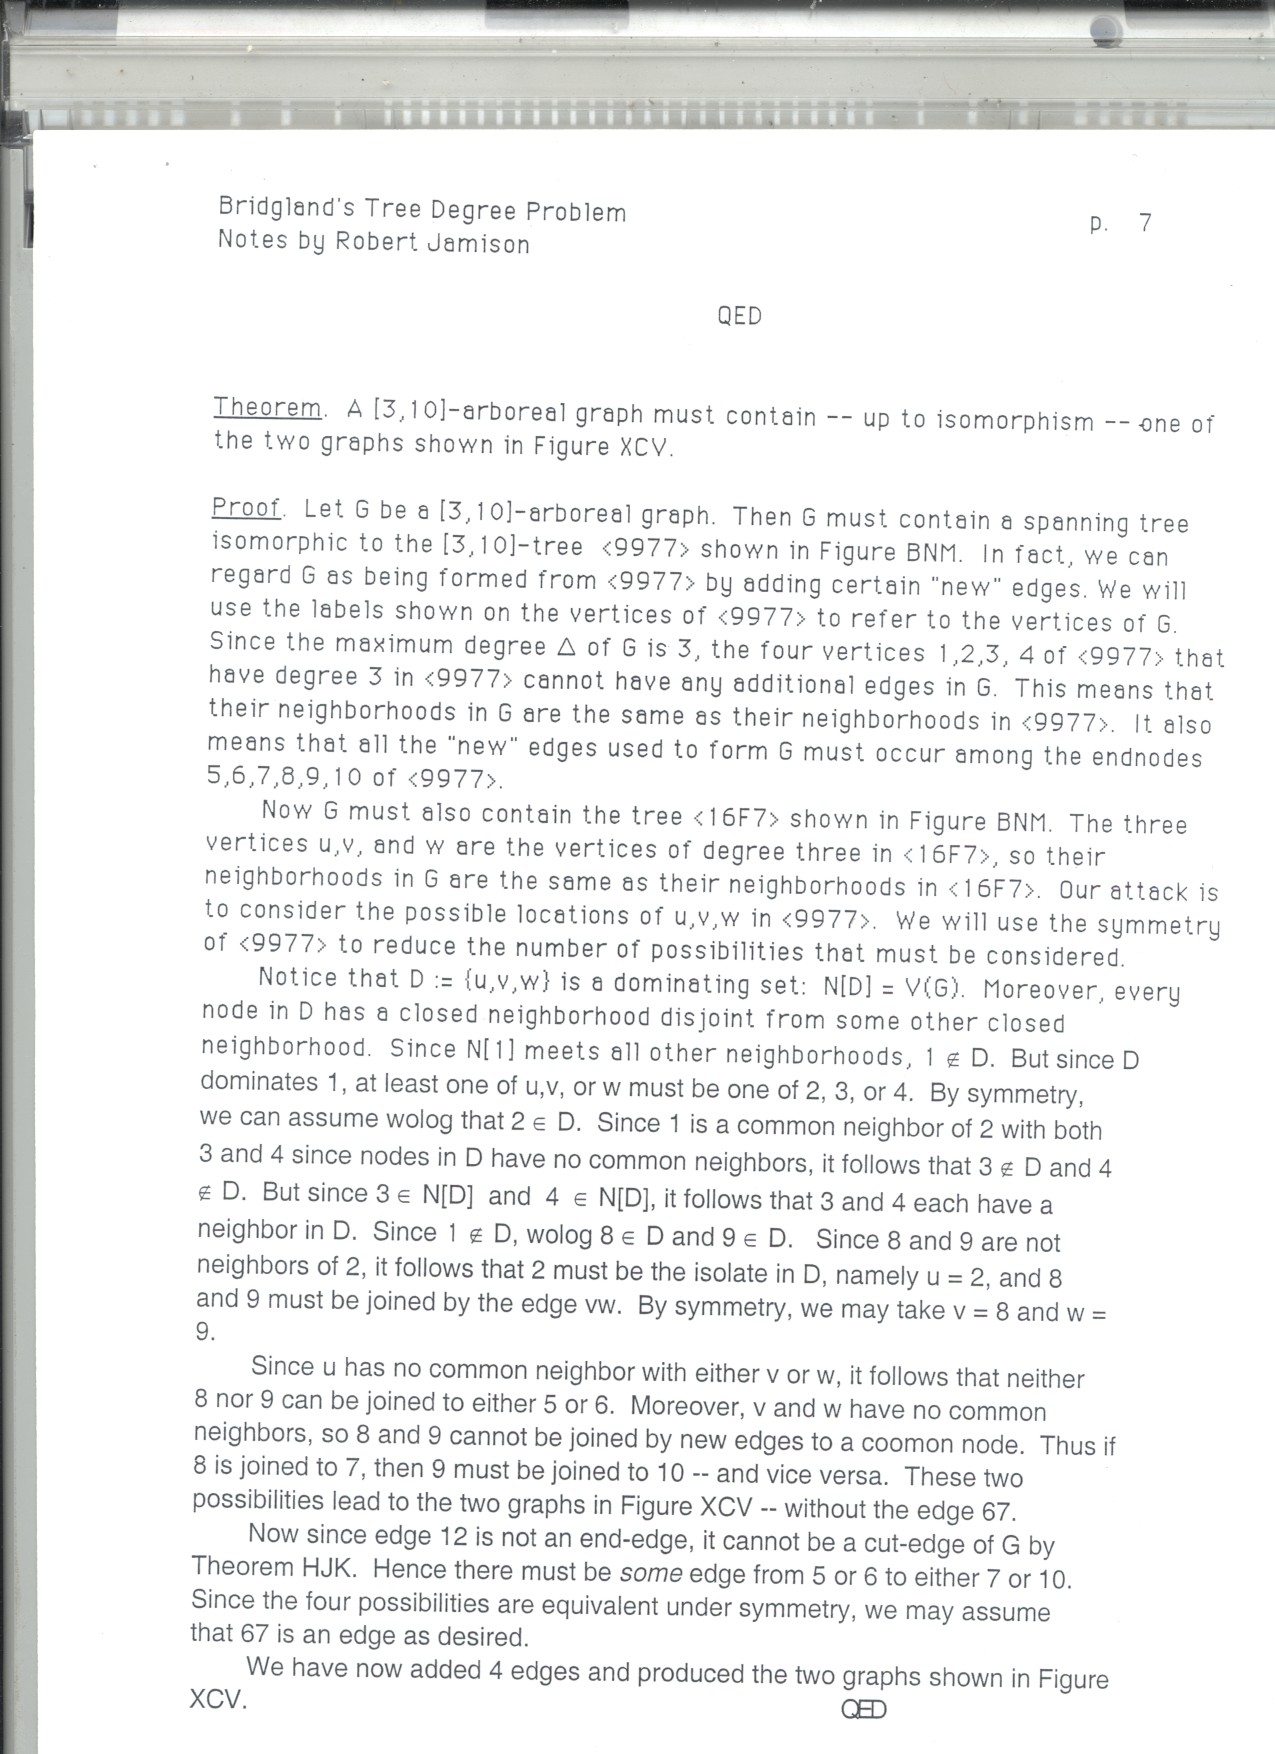 Bridgland's Tree Degree Problem
p. 7
Notes by Robert Jamison
QED
Theorem. A [3,10]-arboreal graph must contain -- up to isomorphism -- one of
the two graphs shown in Figure XCV.
Proof. Let G be a [3,10]-arboreal graph. Then G must contain a spanning tree
isomorphic to the [3,10]-tree <9977> shown in Figure BNM. In fact, we can
regard G as being formed from <9977> by adding certain "new" edges. We will
use the labels shown on the vertices of <9977> to refer to the vertices of G.
Since the maximum degree Δ of G is 3, the four vertices 1,2,3, 4 of <9977> that
have degree 3 in <9977> cannot have any additional edges in G. This means that
their neighborhoods in G are the same as their neighborhoods in <9977>. It also
means that all the "new" edges used to form G must occur among the endnodes
5,6,7,8,9,10 of <9977>.
Now G must also contain the tree <16F7> shown in Figure BNM. The three
vertices u,v, and w are the vertices of degree three in <16F7>, so their
neighborhoods in G are the same as their neighborhoods in <16F7>. Our attack is
to consider the possible locations of u,v,w in <9977>. We will use the symmetry
of <9977> to reduce the number of possibilities that must be considered.
Notice that D := {u,v,w} is a dominating set: N[D] = V(G). Moreover, every
node in D has a closed neighborhood disjoint from some other closed
neighborhood. Since N[1] meets all other neighborhoods, 1 ∉ D. But since D
dominates 1, at least one of u,v, or w must be one of 2, 3, or 4. By symmetry,
we can assume wolog that 2 ∈ D. Since 1 is a common neighbor of 2 with both
3 and 4 since nodes in D have no common neighbors, it follows that 3 ∉ D and 4
∉ D. But since 3 ∈ N[D] and 4 ∈ N[D], it follows that 3 and 4 each have a
neighbor in D. Since 1 ∉ D, wolog 8 ∈ D and 9 ∈ D. Since 8 and 9 are not
neighbors of 2, it follows that 2 must be the isolate in D, namely u = 2, and 8
and 9 must be joined by the edge vw. By symmetry, we may take v = 8 and w =
9.
Since u has no common neighbor with either v or w, it follows that neither
8 nor 9 can be joined to either 5 or 6. Moreover, v and w have no common
neighbors, so 8 and 9 cannot be joined by new edges to a coomon node. Thus if
8 is joined to 7, then 9 must be joined to 10 -- and vice versa. These two
possibilities lead to the two graphs in Figure XCV -- without the edge 67.
Now since edge 12 is not an end-edge, it cannot be a cut-edge of G by
Theorem HJK. Hence there must be some edge from 5 or 6 to either 7 or 10.
Since the four possibilities are equivalent under symmetry, we may assume
that 67 is an edge as desired.
We have now added 4 edges and produced the two graphs shown in Figure
XCV.
QED